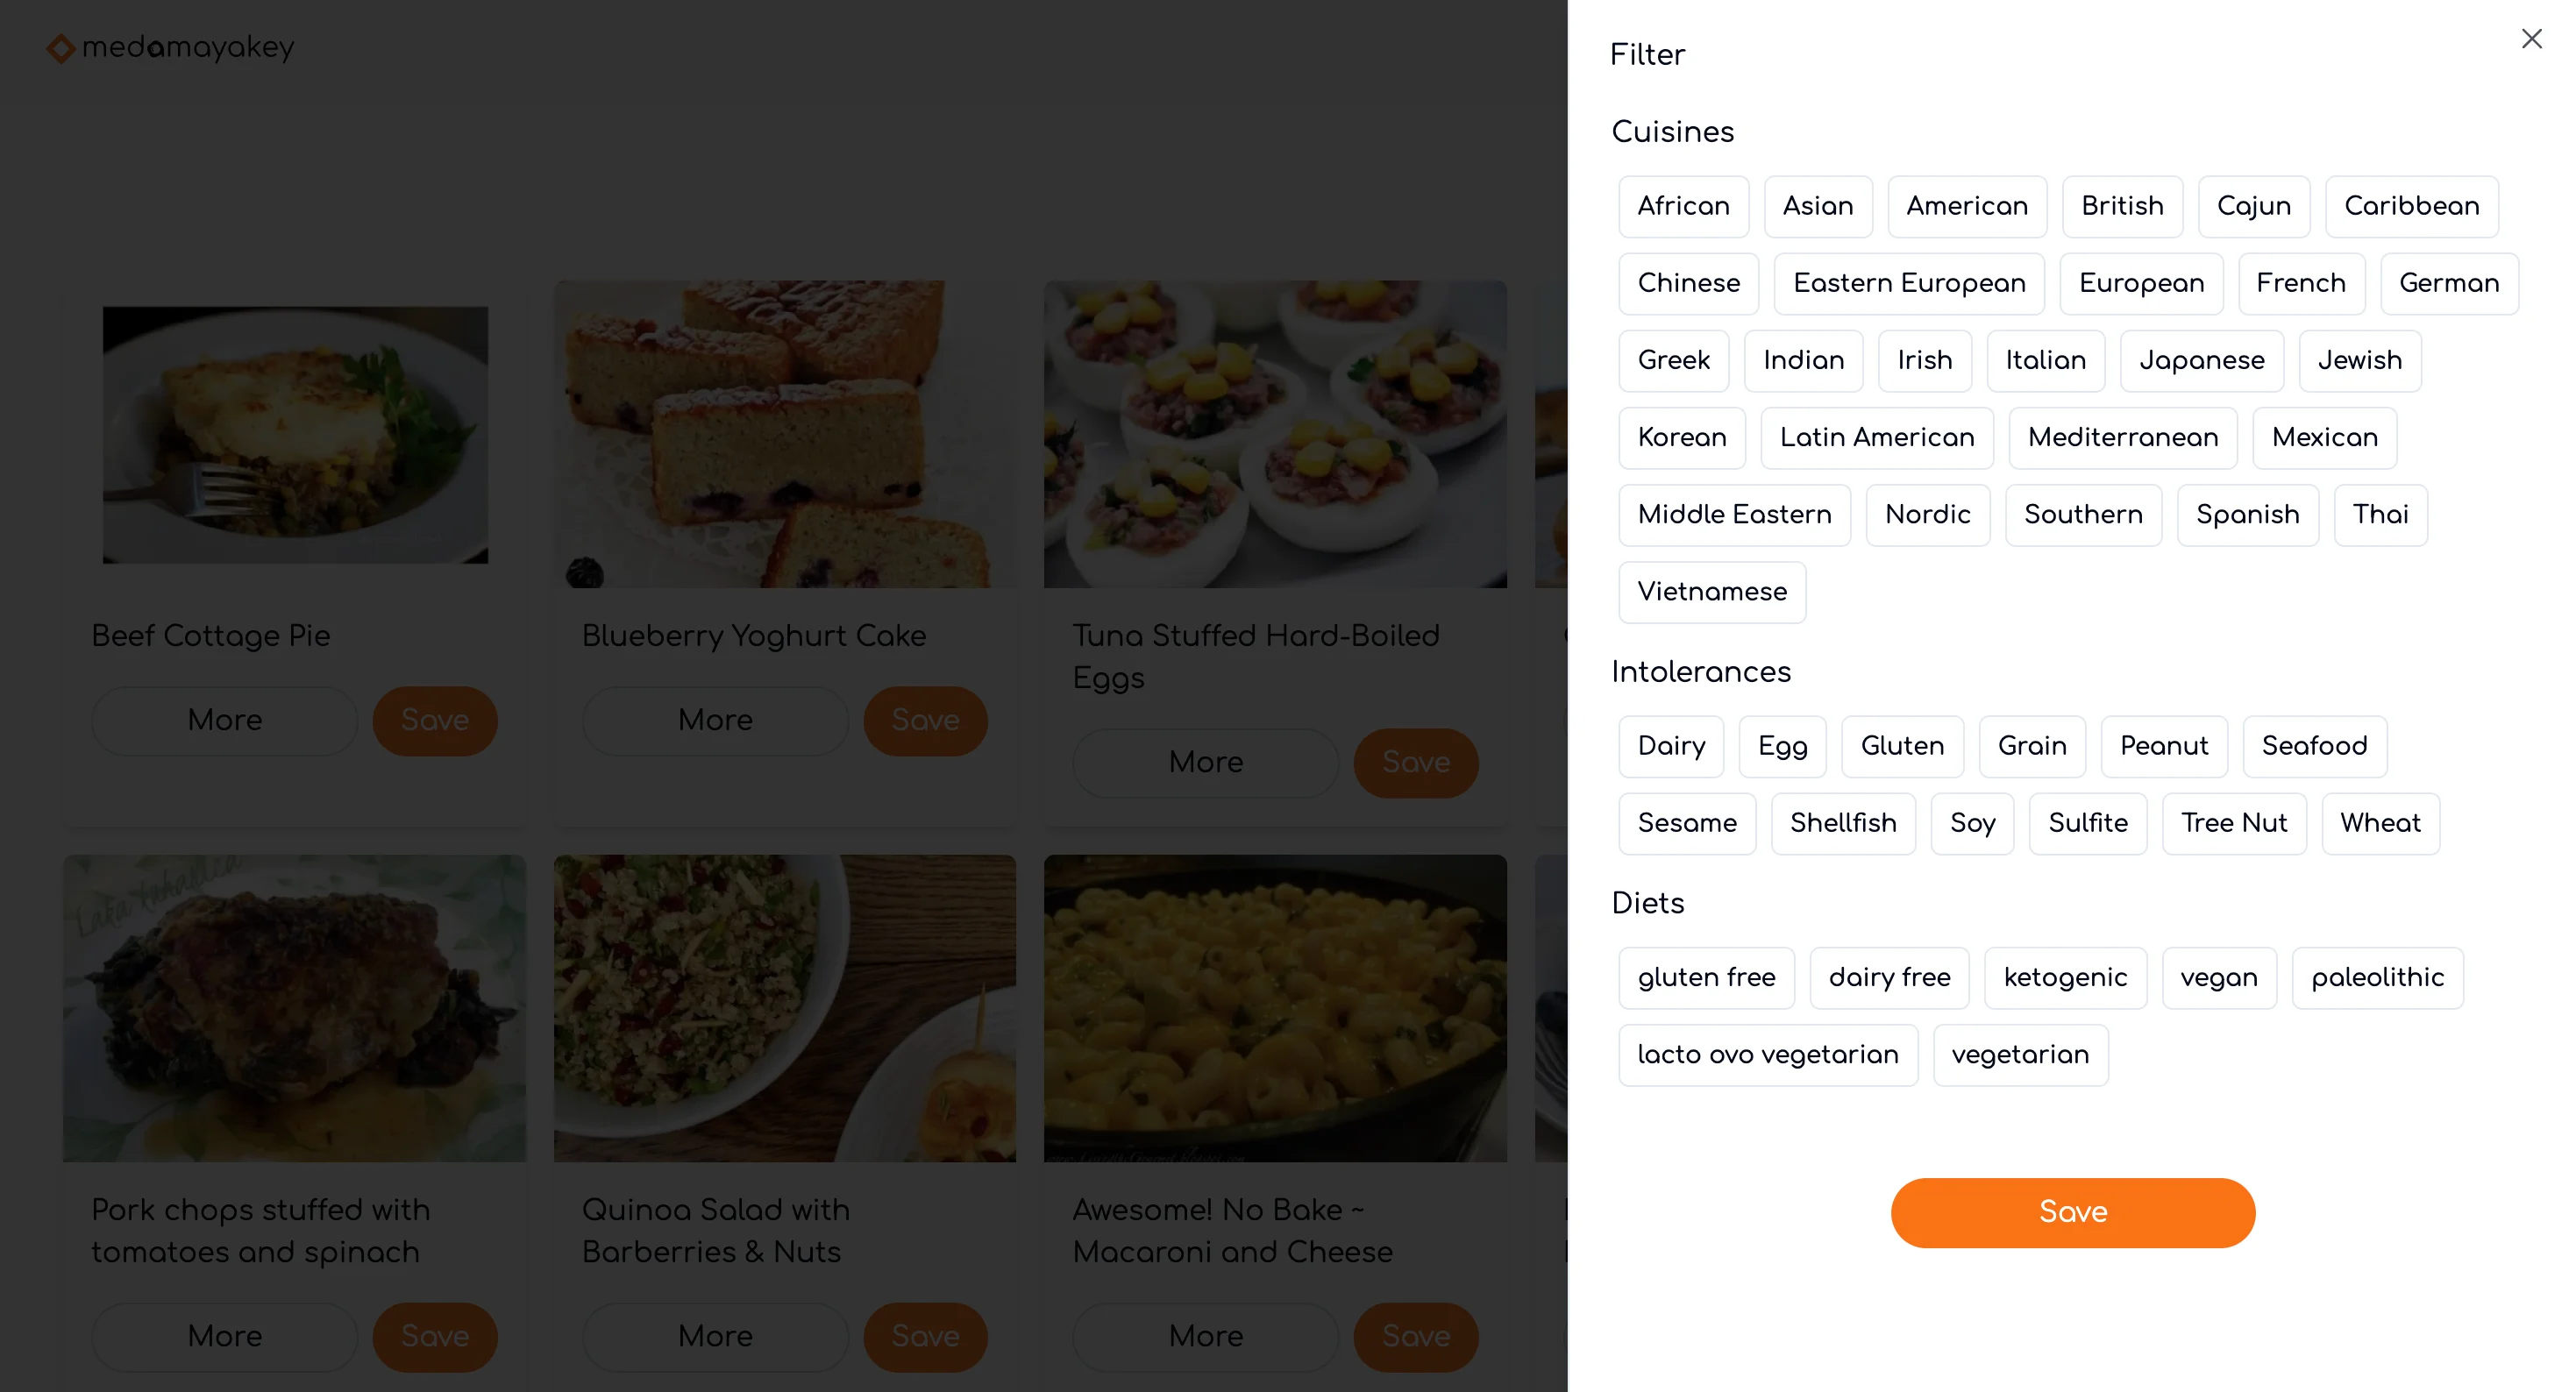 medamayakey
Beef Cottage Pie
More Save
Blueberry Yoghurt Cake
More Save
Tuna Stuffed Hard-Boiled
Eggs
More Save
Pork chops stuffed with
tomatoes and spinach
More Save
Quinoa Salad with
Barberries & Nuts
More Save
Awesome! No Bake ~
Macaroni and Cheese
More Save
Filter
Cuisines
African Asian American British Cajun Caribbean
Chinese Eastern European European French German
Greek Indian Irish Italian Japanese Jewish
Korean Latin American Mediterranean Mexican
Middle Eastern Nordic Southern Spanish Thai
Vietnamese
Intolerances
Dairy Egg Gluten Grain Peanut Seafood
Sesame Shellfish Soy Sulfite Tree Nut Wheat
Diets
gluten free dairy free ketogenic vegan paleolithic
lacto ovo vegetarian vegetarian
Save